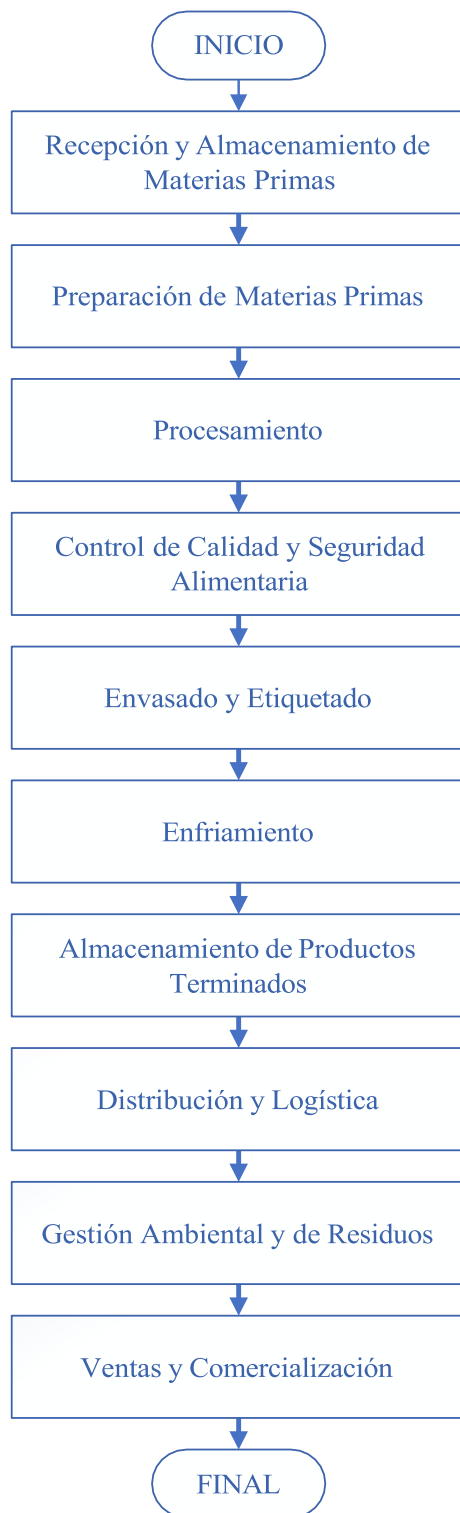 INICIO
Recepción y Almacenamiento de
Materias Primas
Preparación de Materias Primas
Procesamiento
Control de Calidad y Seguridad
Alimentaria
Envasado y Etiquetado
Enfriamiento
Almacenamiento de Productos
Terminados
Distribución y Logística
Gestión Ambiental y de Residuos
Ventas y Comercialización
FINAL